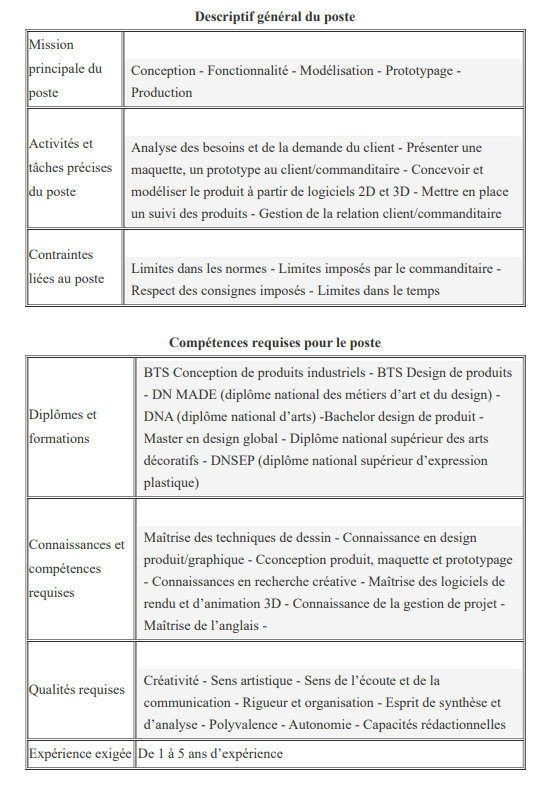 Descriptif général du poste
Mission
principale du
poste
Conception - Fonctionnalité - Modélisation - Prototypage -
Production
Activités et
tâches précises
du poste
Analyse des besoins et de la demande du client - Présenter une
maquette, un prototype au client/commanditaire - Concevoir et
modéliser le produit à partir de logiciels 2D et 3D - Mettre en place
un suivi des produits - Gestion de la relation client/commanditaire
Contraintes
liées au poste
Limites dans les normes - Limites imposés par le commanditaire -
Respect des consignes imposés - Limites dans le temps
Compétences requises pour le poste
Diplômes et
formations
BTS Conception de produits industriels - BTS Design de produits
- DN MADE (diplôme national des métiers d’art et du design) -
DNA (diplôme national d’arts) -Bachelor design de produit -
Master en design global - Diplôme national supérieur des arts
décoratifs - DNSEP (diplôme national supérieur d’expression
plastique)
Connaissances et
compétences
requises
Maîtrise des techniques de dessin - Connaissance en design
produit/graphique - Cconception produit, maquette et prototypage
- Connaissances en recherche créative - Maîtrise des logiciels de
rendu et d’animation 3D - Connaissance de la gestion de projet -
Maîtrise de l’anglais -
Qualités requises
Créativité - Sens artistique - Sens de l’écoute et de la
communication - Rigueur et organisation - Esprit de synthèse et
d’analyse - Polyvalence - Autonomie - Capacités rédactionnelles
Expérience exigée
De 1 à 5 ans d’expérience